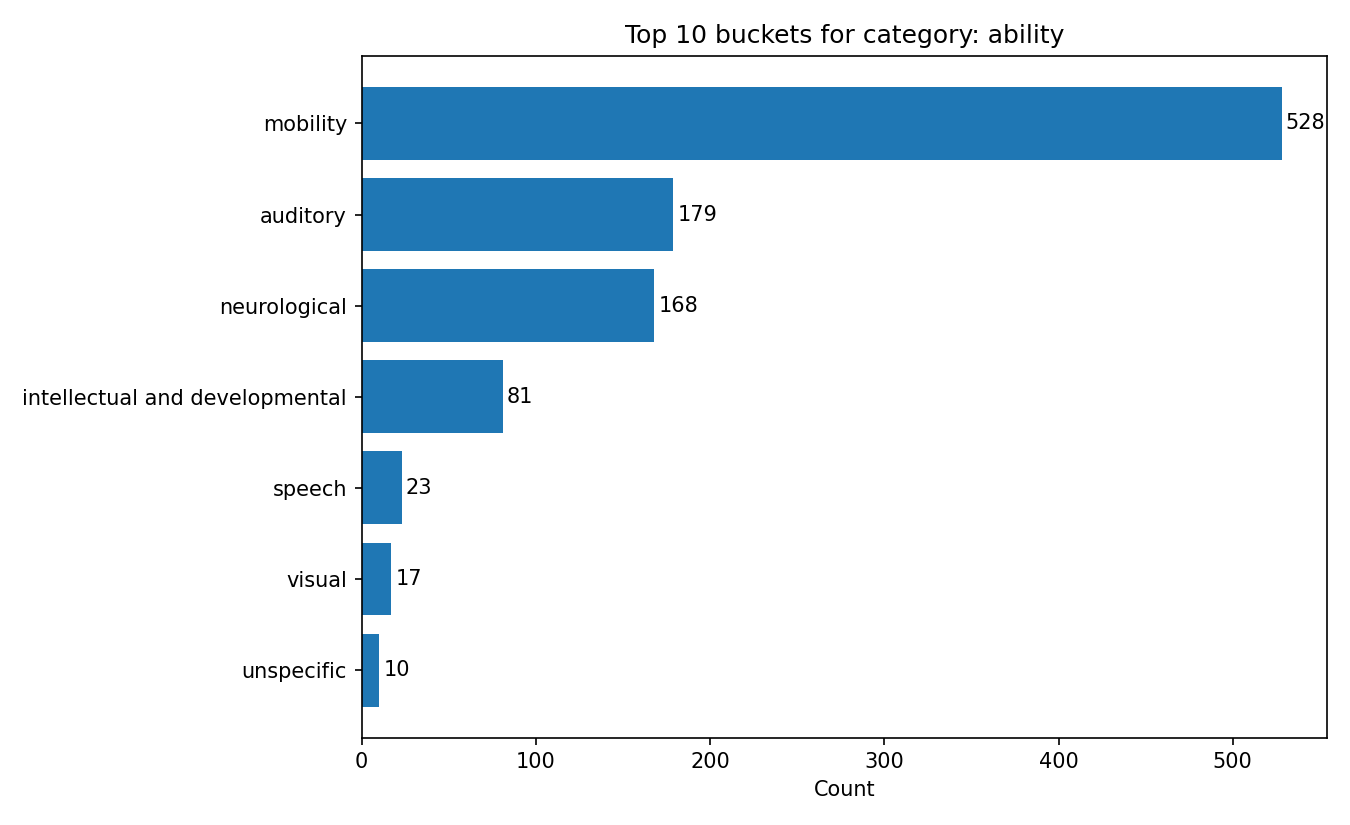 Top 10 buckets for category: ability
mobility 528
auditory 179
neurological 168
intellectual and developmental 81
speech 23
visual 17
unspecific 10
0 100 200 300 400 500
Count